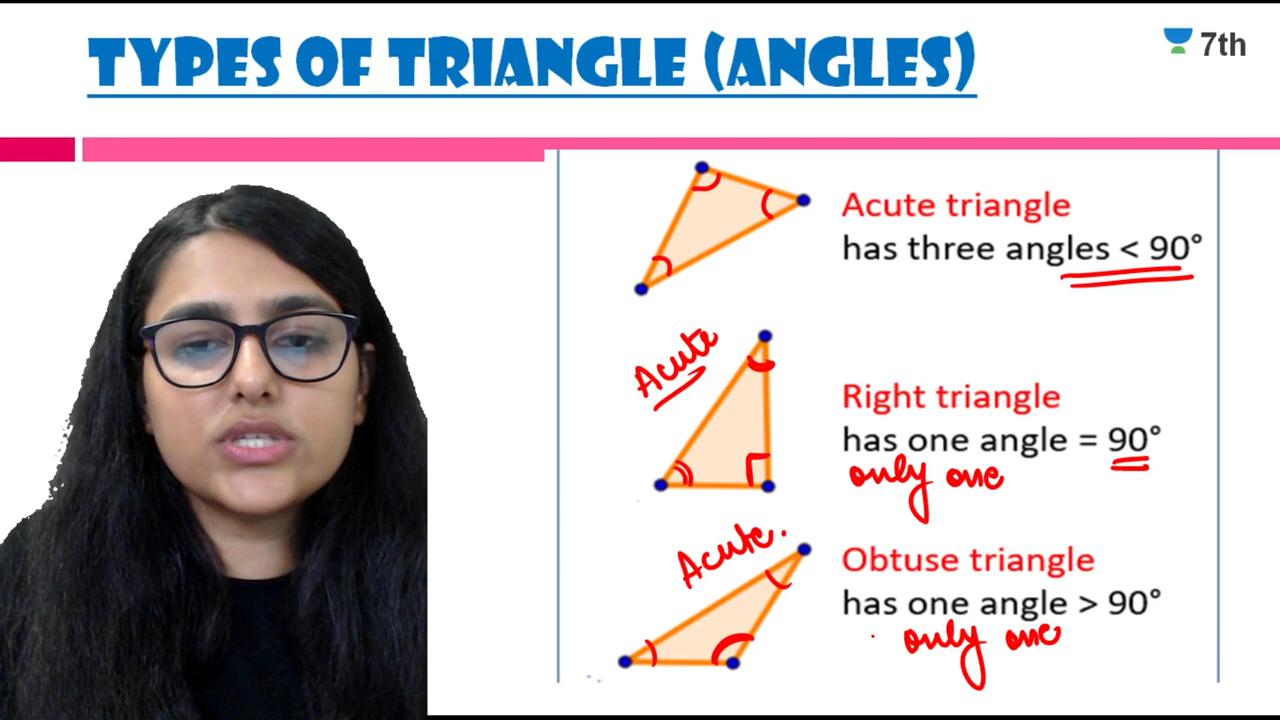 TYPES OF TRIANGLE (ANGLES)
7th
Acute triangle
has three angles < 90°
Acute
Right triangle
has one angle = 90°
only one
Acute.
Obtuse triangle
has one angle > 90°
only one